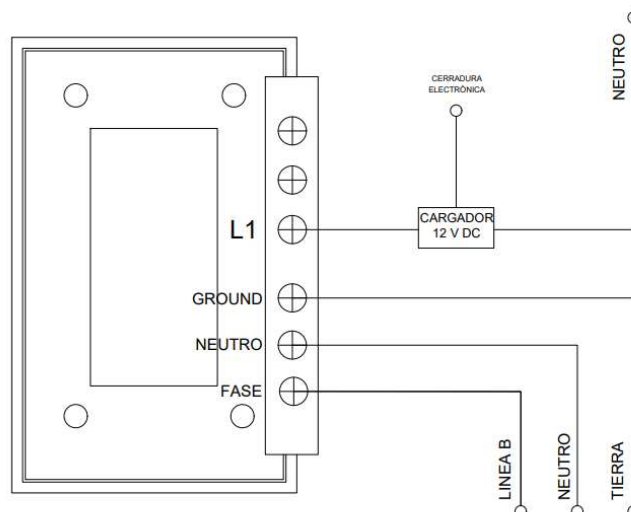 NEUTRO
CERRADURA
ELECTRÓNICA
CARGADOR
12 V DC
L1
GROUND
NEUTRO
FASE
LINEA B
NEUTRO
TIERRA